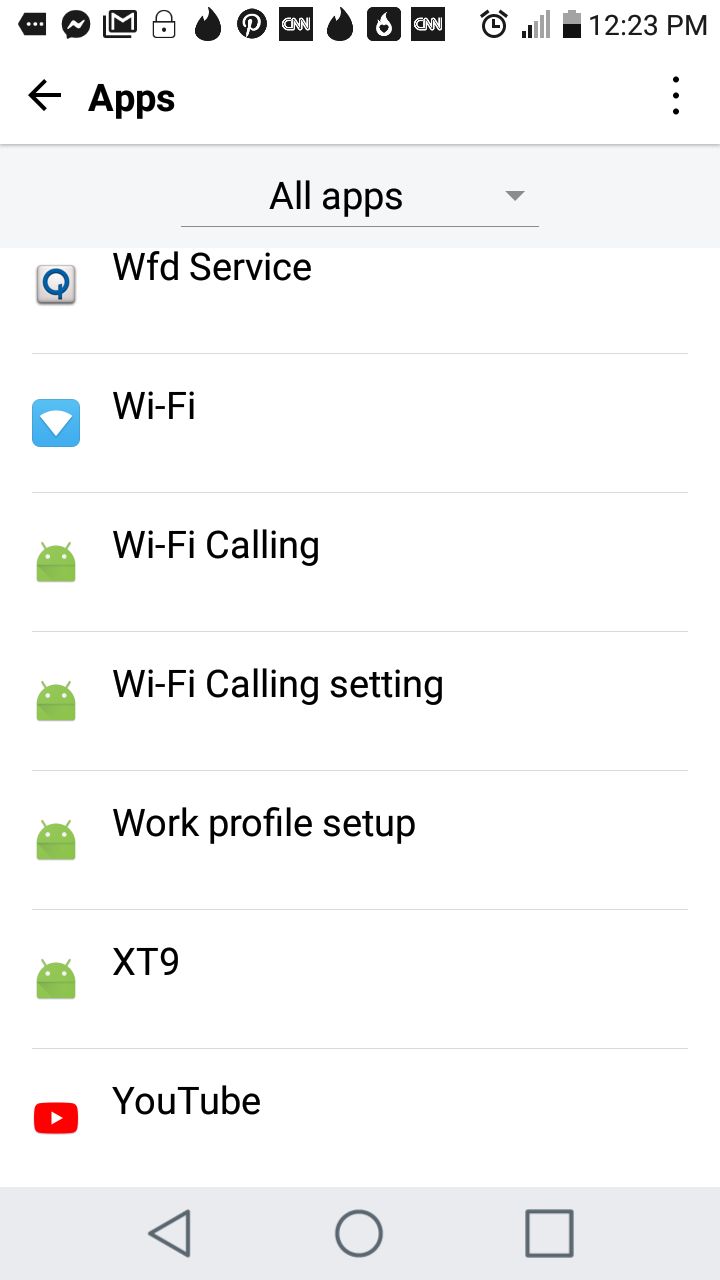 CNN CNN 12:23 PM
Apps
All apps
Wfd Service
Wi-Fi
Wi-Fi Calling
Wi-Fi Calling setting
Work profile setup
XT9
YouTube